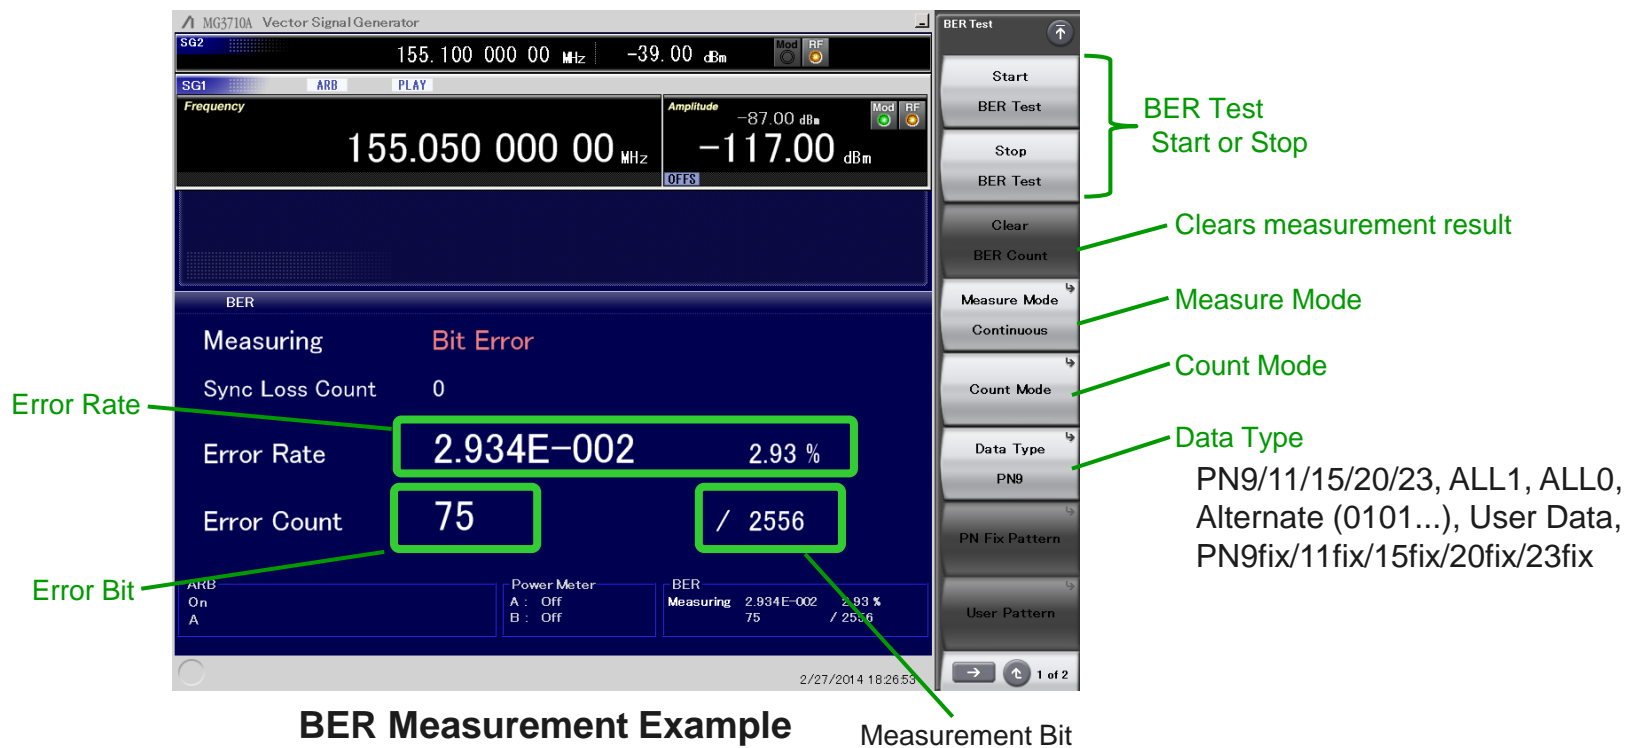 MG3710A Vector Signal Generator
SG2
155. 100 000 00 MHz -39. 00 dBm Mod RF
SG1 ARB PLAY
Frequency
155.050 000 00 MHz
Amplitude
-87.00 dBm
Mod RF
-117.00 dBm
OFFS
BER
Measuring Bit Error
Sync Loss Count 0
Error Rate 2.934E-002 2.93 %
Error Count 75 / 2556
ARB
On
A
Power Meter
A : Off
B : Off
BER
Measuring 2.934E-002 2.93 %
75 / 2556
2/27/2014 18:26:53
BER Test
Start
BER Test
Stop
BER Test
Clear
BER Count
Measure Mode
Continuous
Count Mode
Data Type
PN9
PN Fix Pattern
User Pattern
1 of 2
Error Rate
Error Bit
BER Test
Start or Stop
Clears measurement result
Measure Mode
Count Mode
Data Type
PN9/11/15/20/23, ALL1, ALL0,
Alternate (0101...), User Data,
PN9fix/11fix/15fix/20fix/23fix
BER Measurement Example
Measurement Bit